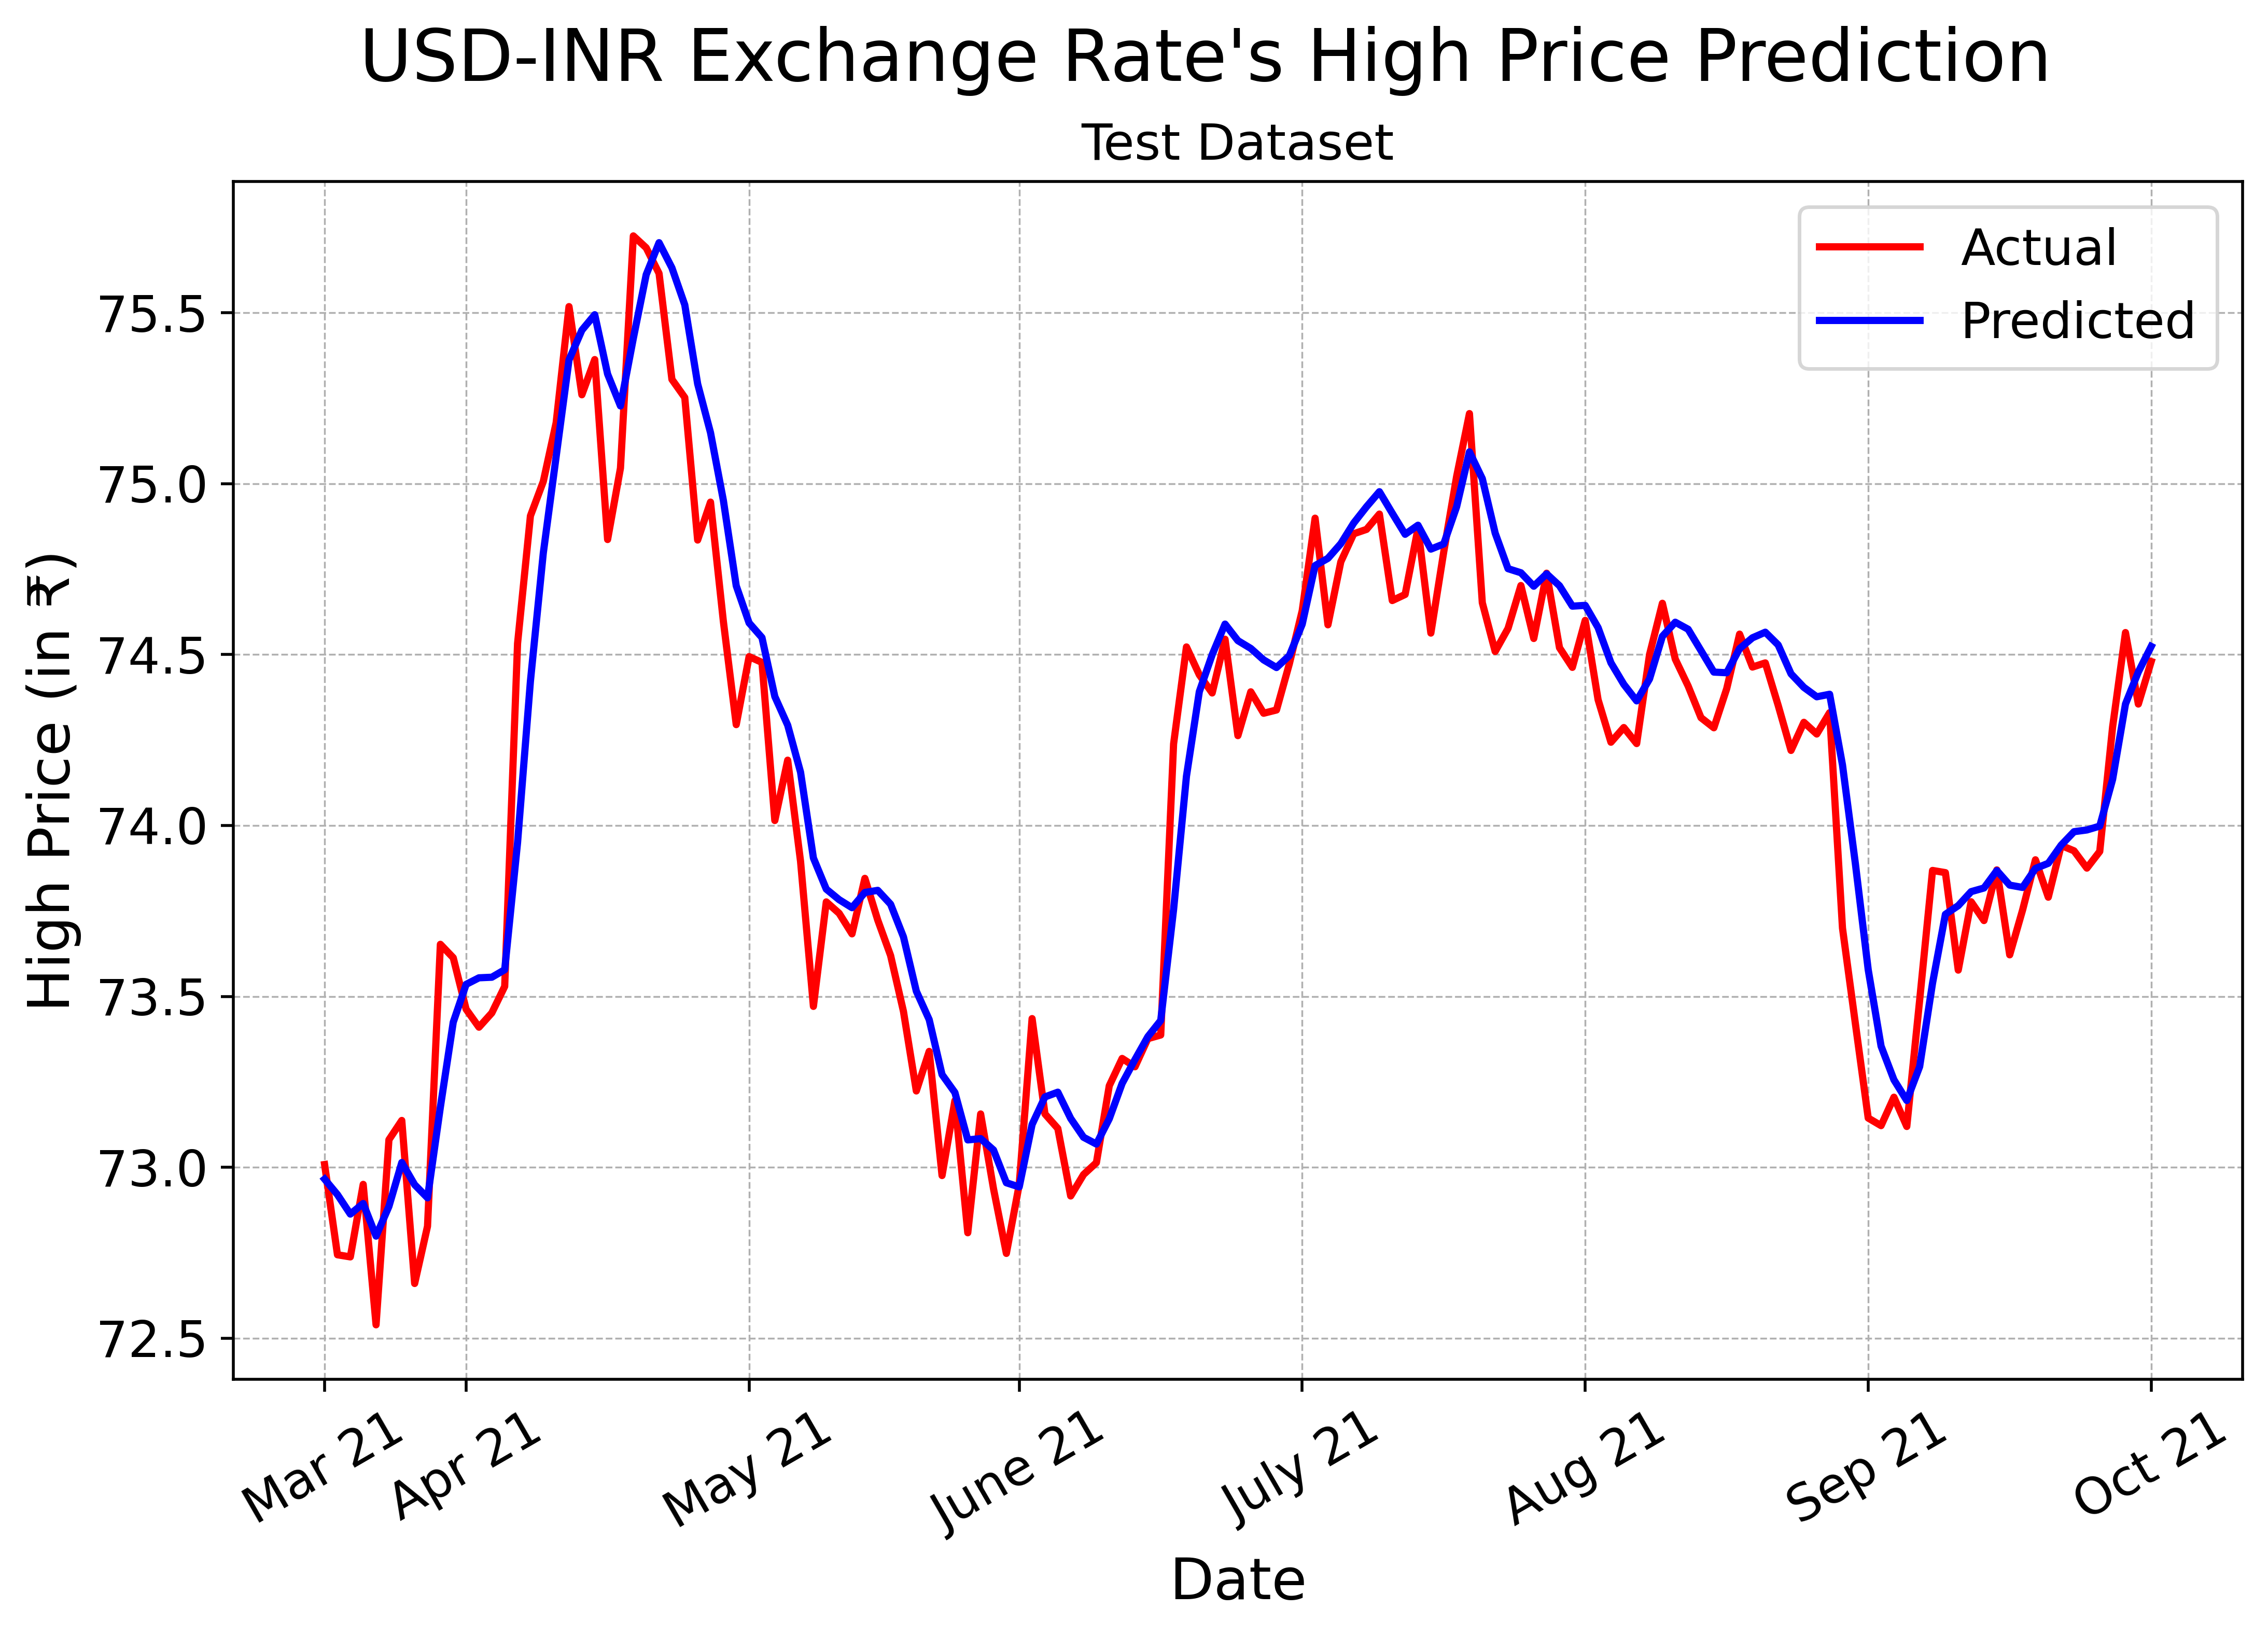 USD-INR Exchange Rate's High Price Prediction
Test Dataset
Actual
Predicted
High Price (in ₹)
75.5
75.0
74.5
74.0
73.5
73.0
72.5
Mar 21
Apr 21
May 21
June 21
July 21
Aug 21
Sep 21
Oct 21
Date